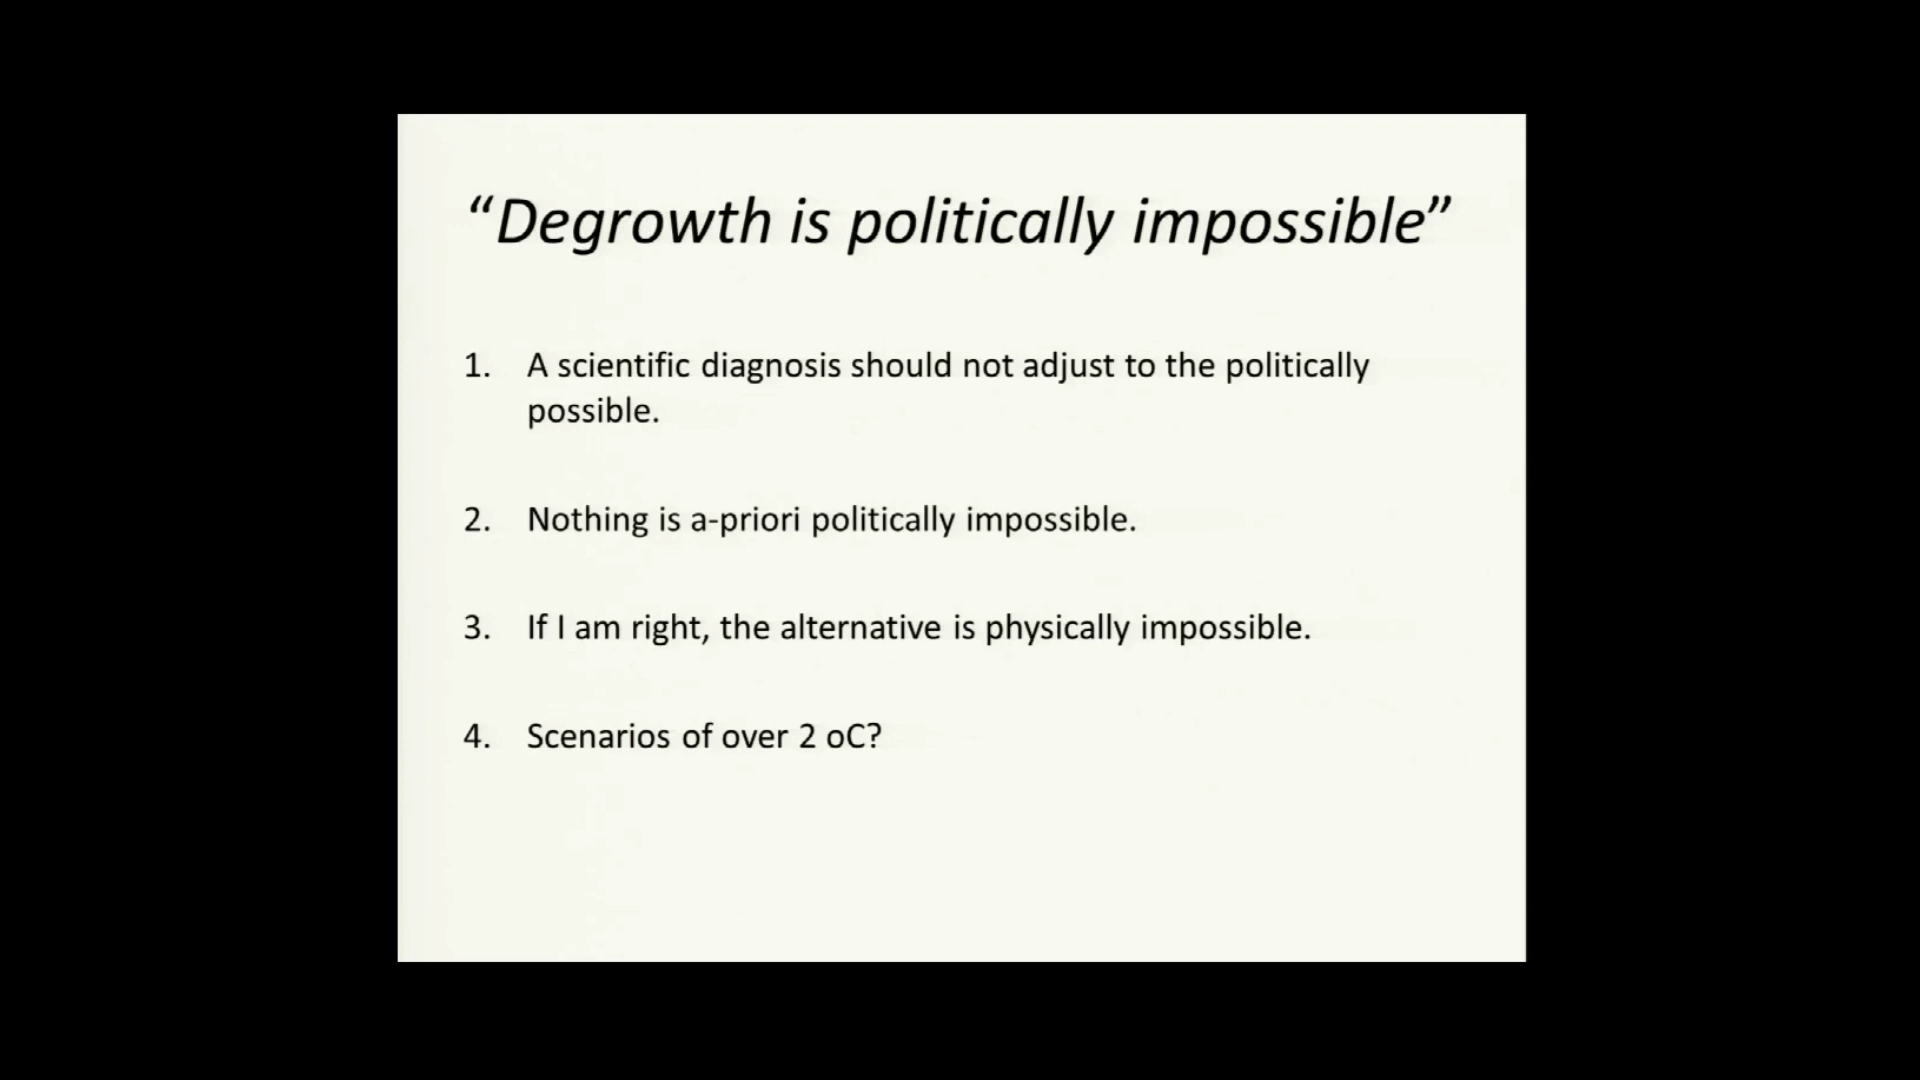 “Degrowth is politically impossible”
1. A scientific diagnosis should not adjust to the politically
possible.
2. Nothing is a-priori politically impossible.
3. If I am right, the alternative is physically impossible.
4. Scenarios of over 2 oC?